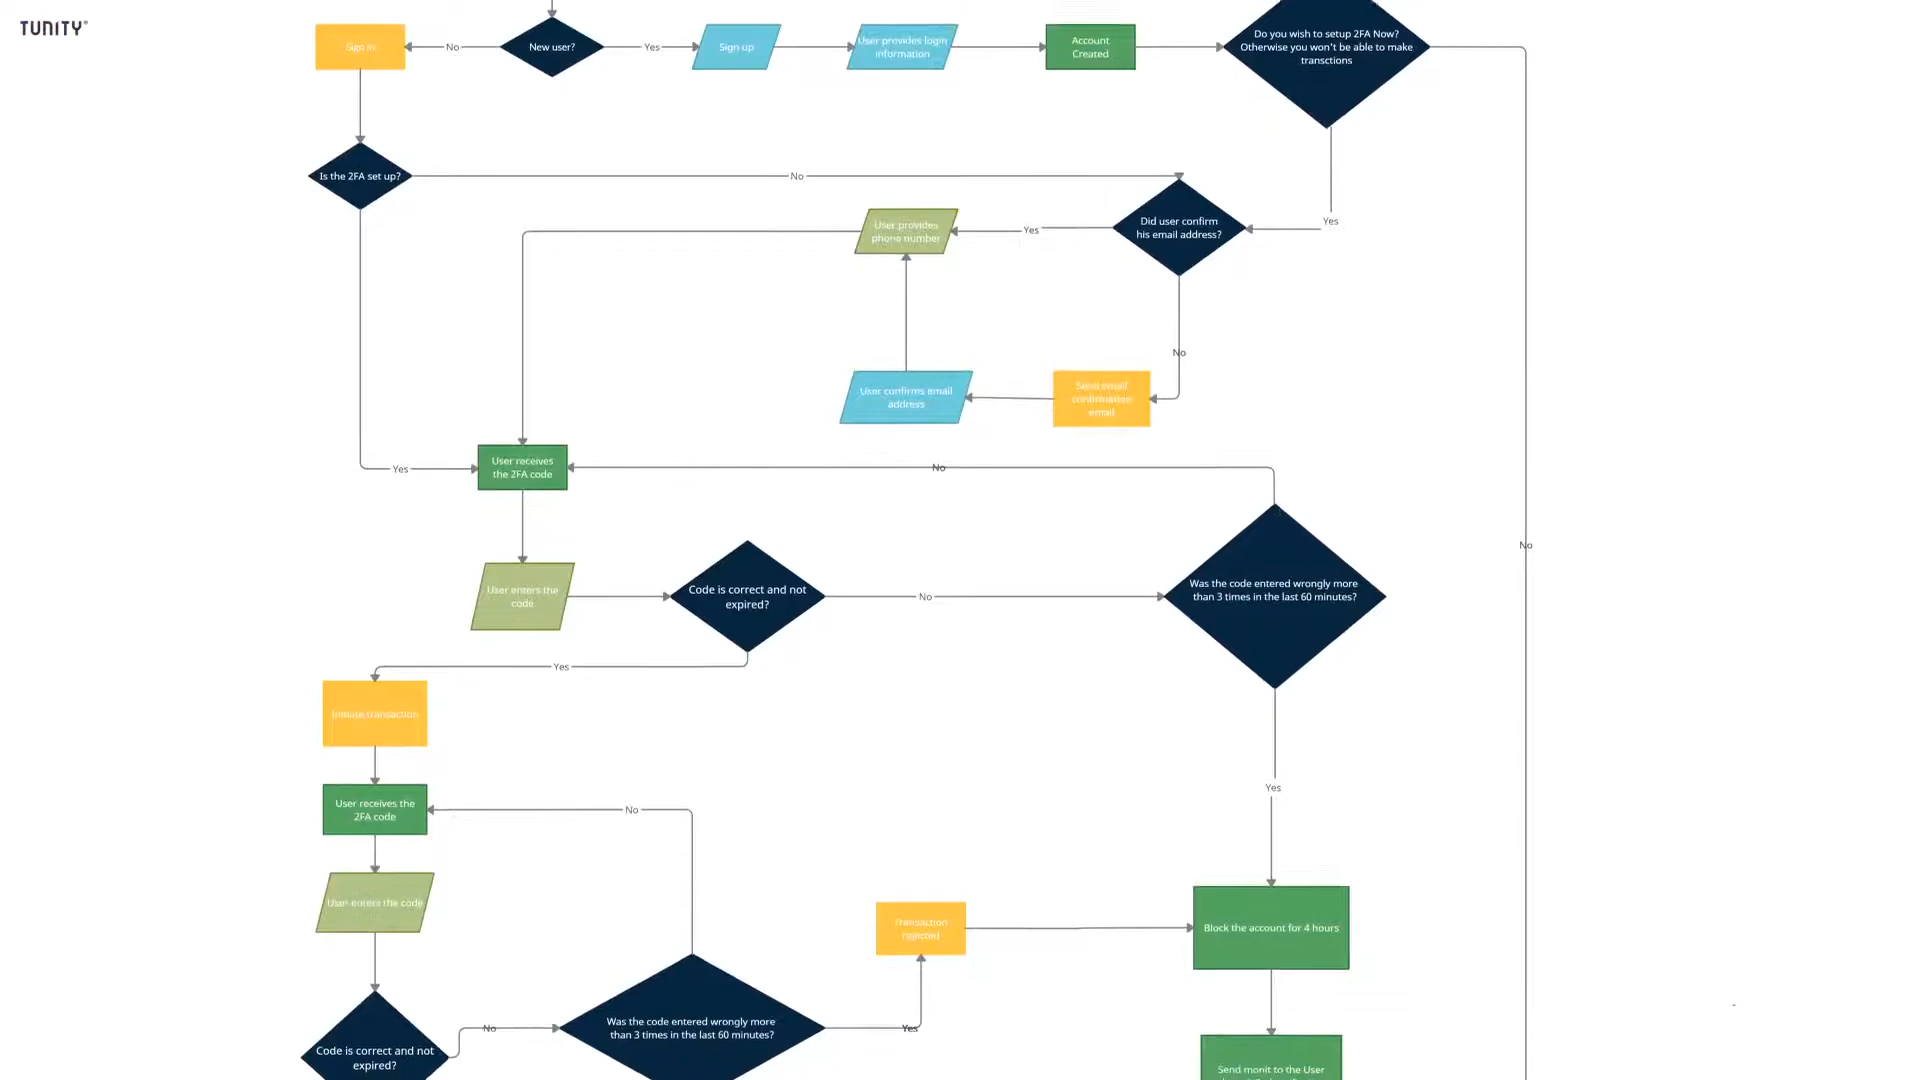 TUNITY
Sign in
No
New user?
Yes
Sign up
User provides login
information
Account
Created
Do you wish to setup 2FA Now?
Otherwise you won't be able to make
transctions
Is the 2FA set up?
No
User provides
phone number
Yes
Did user confirm
his email address?
Yes
No
User confirms email
address
Send email
confirmation
email
Yes
User receives
the 2FA code
No
No
User enters the
code
Code is correct and not
expired?
No
Was the code entered wrongly more
than 3 times in the last 60 minutes?
Yes
Initiate transaction
Yes
User receives the
2FA code
No
User enters the code
Transaction
rejected
Block the account for 4 hours
Code is correct and not
expired?
No
Was the code entered wrongly more
than 3 times in the last 60 minutes?
Yes
Send monit to the User